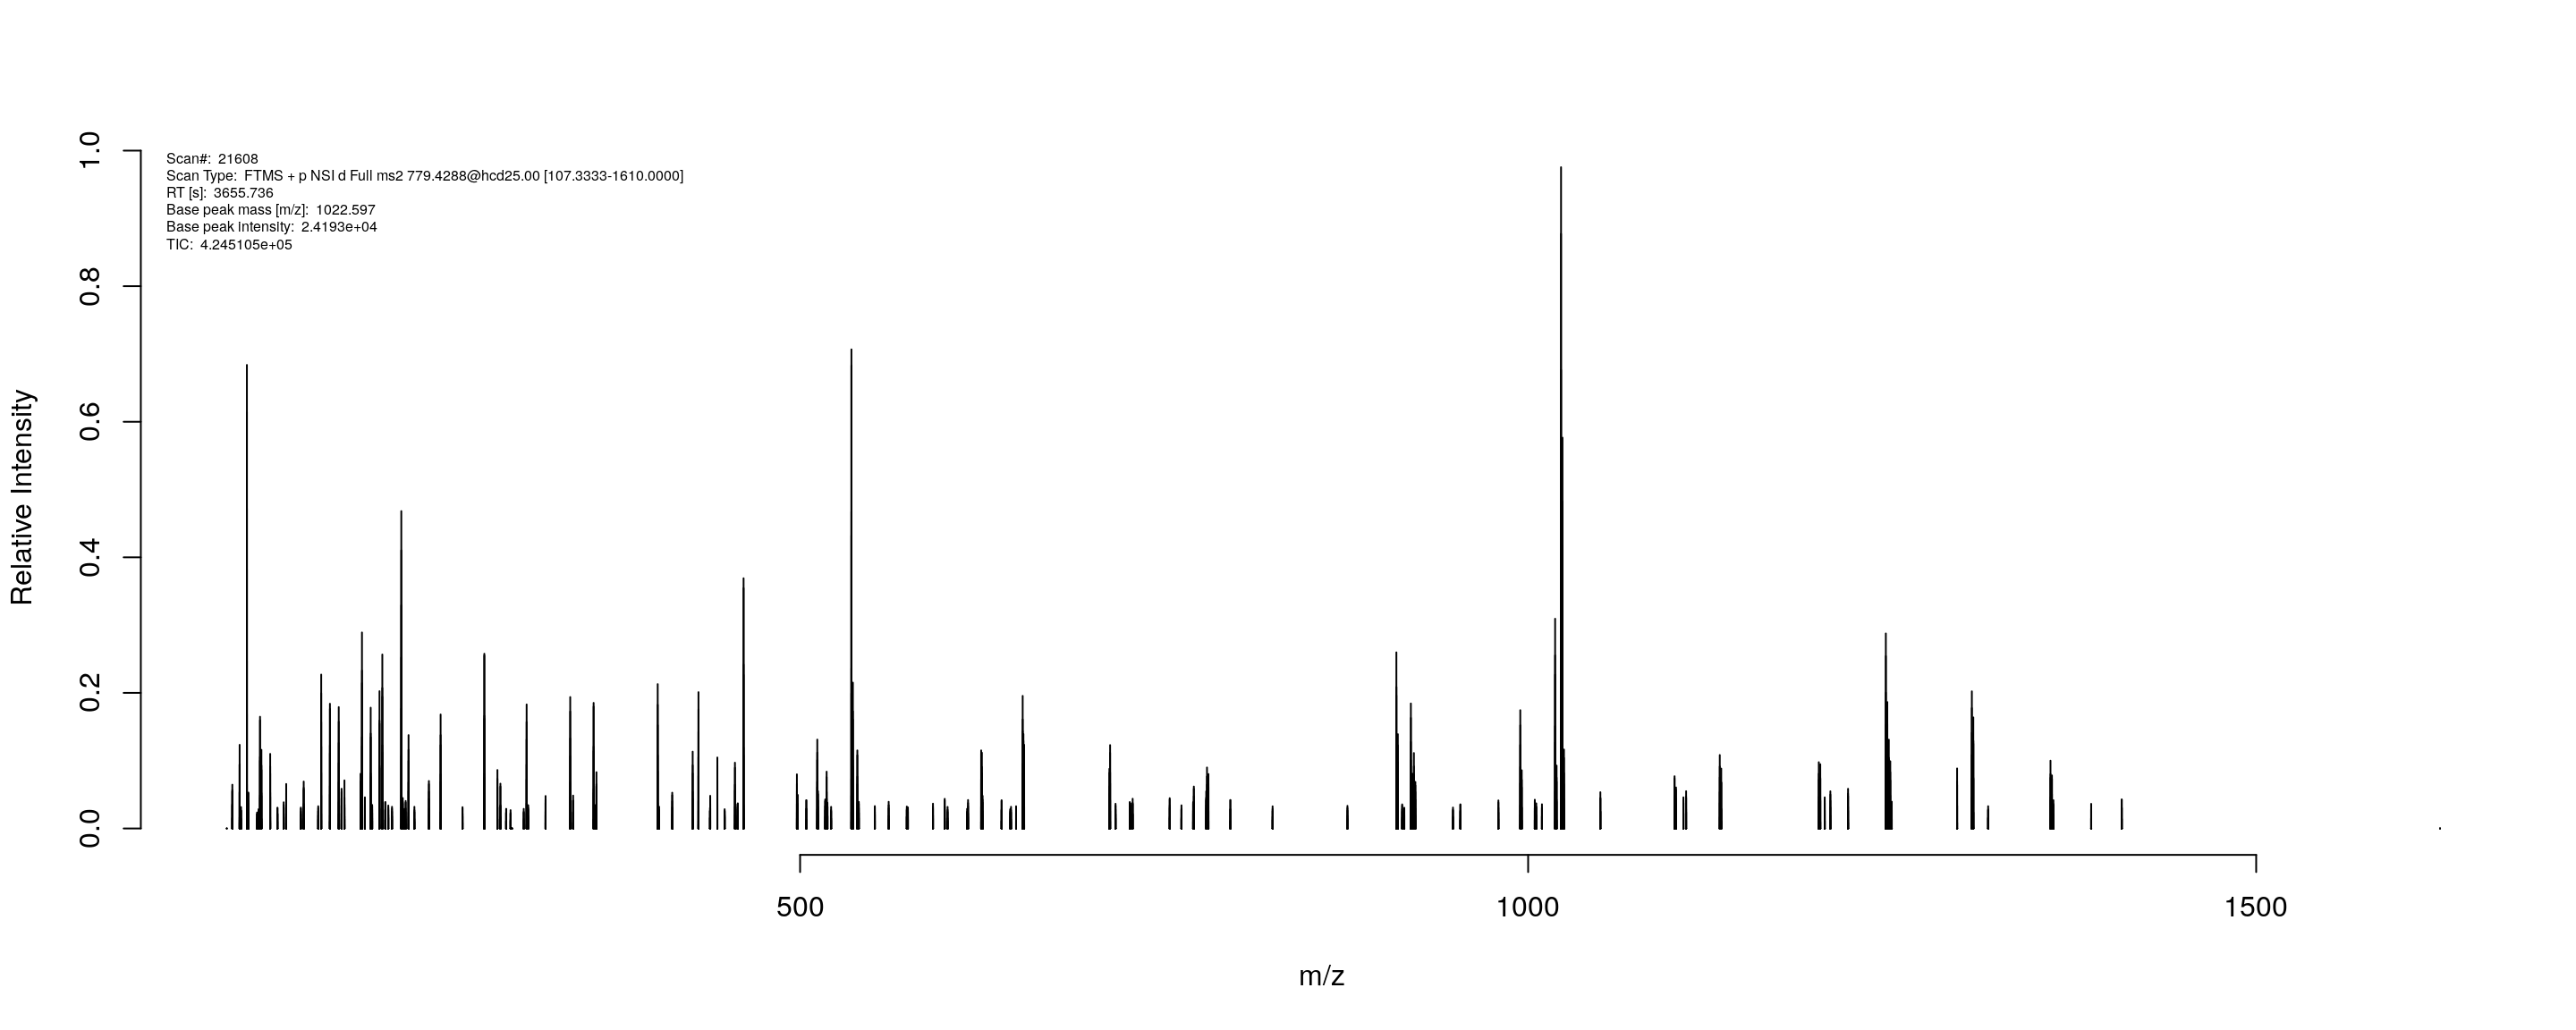 Scan#: 21608
Scan Type: FTMS + p NSI d Full ms2 779.4288@hcd25.00 [107.3333-1610.0000]
RT [s]: 3655.736
Base peak mass [m/z]: 1022.597
Base peak intensity: 2.4193e+04
TIC: 4.245105e+05
1.0
0.8
0.6
0.4
0.2
0.0
Relative Intensity
500 1000 1500
m/z